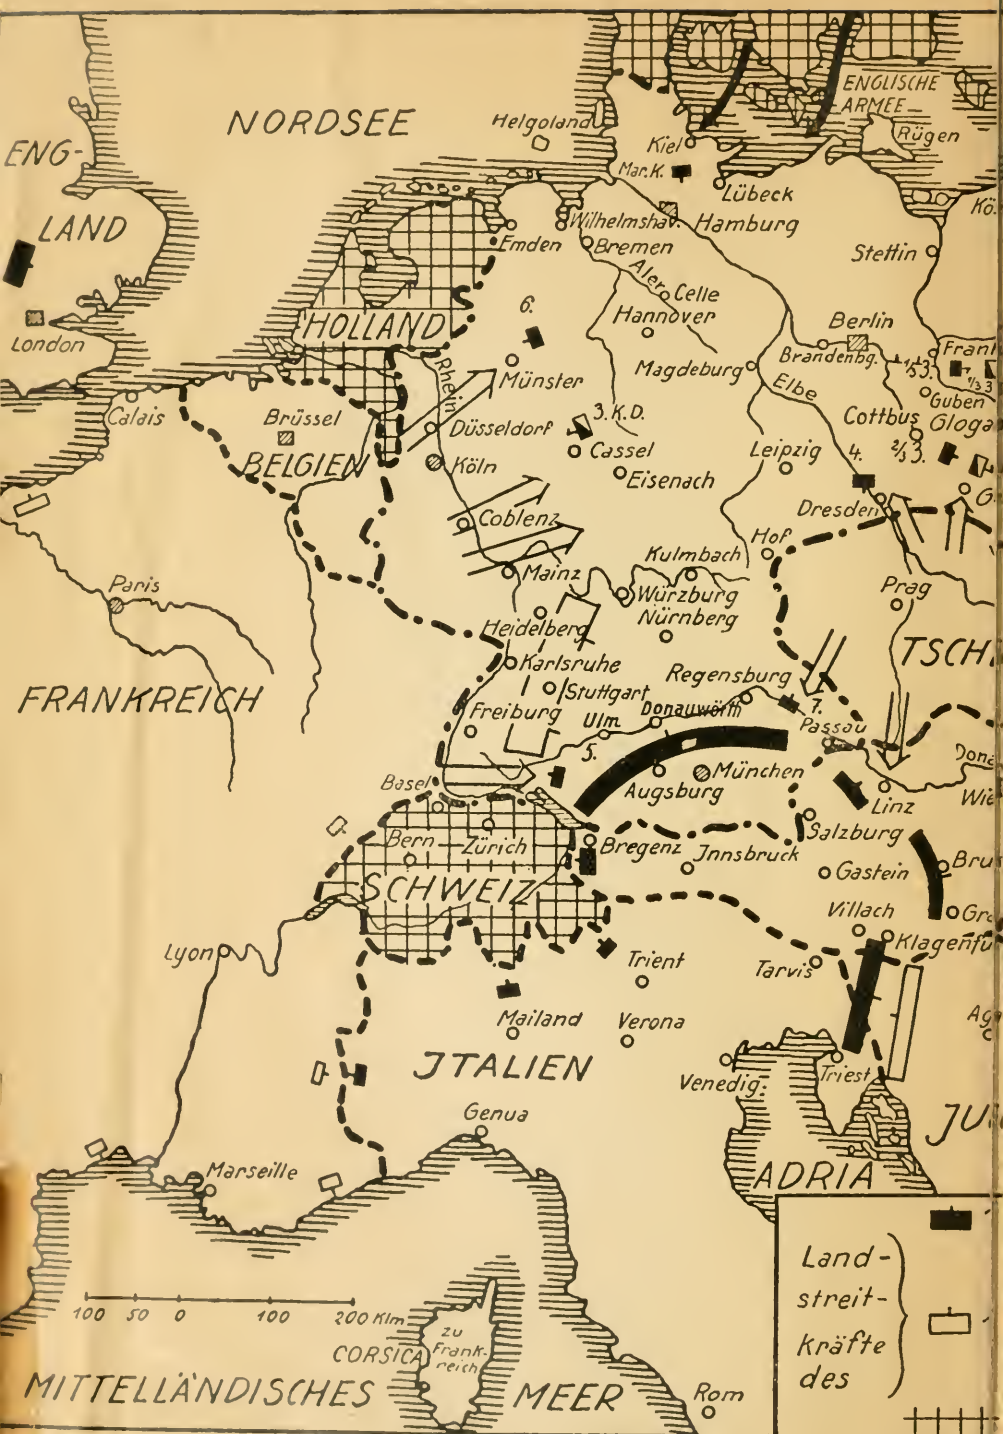 NORDSEE
ENG-
LAND
London
Helgoland
Kiel
Mar.K.
Lübeck
ENGLISCHE
ARMEE
Rügen
Wilhelmshav.
Hamburg
Emden
Bremen
Stettin
Aler
Celle
Hannover
HOLLAND
6.
Münster
Rhein
Berlin
Brandenbg.
Magdeburg
Elbe
Guben
Cottbus
2/3 3.
4.
Calais
Brüssel
BELGIEN
Düsseldorf
Köln
3.K.D.
Cassel
Eisenach
Leipzig
Dresden
Coblenz
Mainz
Hof
Kulmbach
Würzburg
Nürnberg
Prag
Paris
FRANKREICH
Heidelberg
Karlsruhe
Stuttgart
Regensburg
7.
Passau
Freiburg
Ulm
Donauwörth
5.
Augsburg
München
Linz
Basel
Salzburg
Bern
Zürich
Bregenz
Jnnsbruck
Gastein
SCHWEIZ
Villach
Lyon
Trient
Tarvis
Mailand
Verona
JTALIEN
Venedig
Triest
Genua
Marseille
ADRIA
100 50 0 100 200 Klm
CORSICA
zu
Frank-
reich
MITTELLÄNDISCHES MEER
Rom
Land-
streit-
kräfte
des